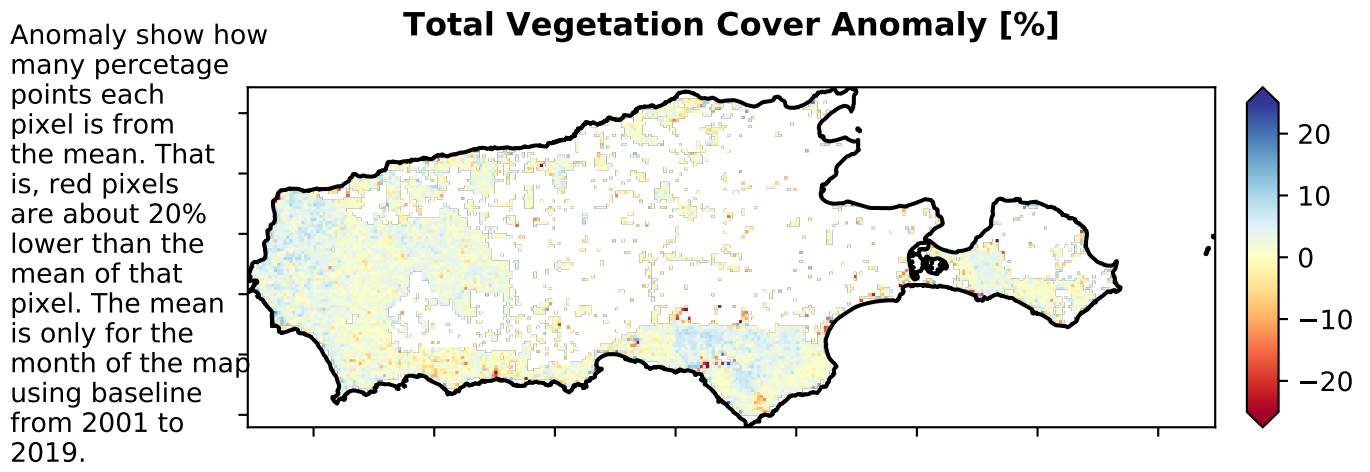 Total Vegetation Cover Anomaly [%]
Anomaly show how
many percetage
points each
pixel is from
the mean. That
is, red pixels
are about 20%
lower than the
mean of that
pixel. The mean
is only for the
month of the map
using baseline
from 2001 to
2019.
20
10
0
−10
−20